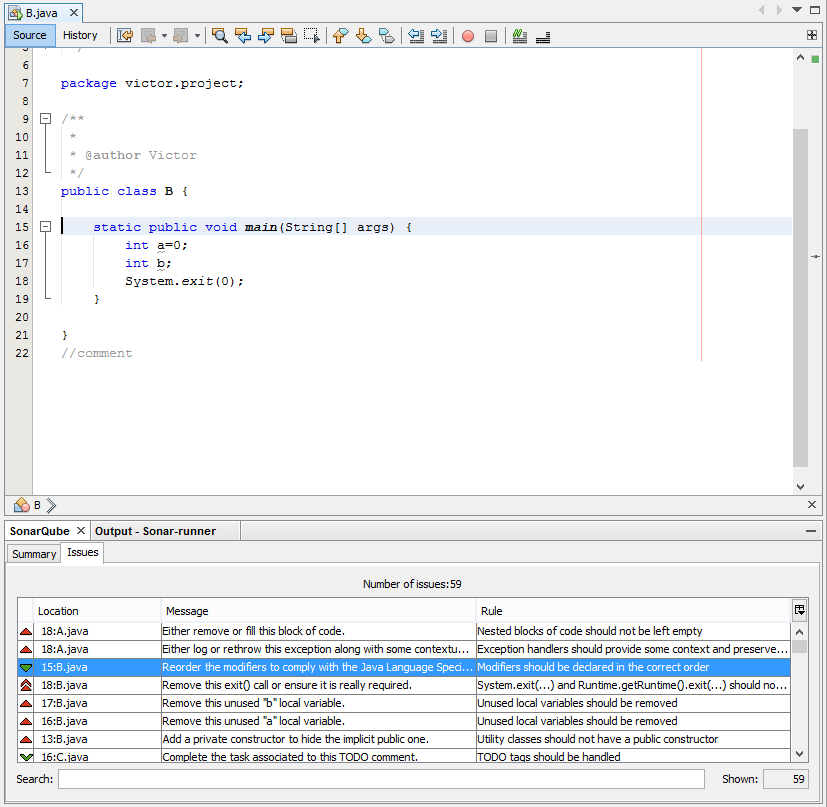 B.java
Source History
6
7 package victor.project;
8
9 /**
10 *
11 * @author Victor
12 */
13 public class B {
14
15 static public void main(String[] args) {
16 int a=0;
17 int b;
18 System.exit(0);
19 }
20
21 }
22 //comment
B
SonarQube Output - Sonar-runner
Summary Issues
Number of issues:59
Location Message Rule
18:A.java Either remove or fill this block of code. Nested blocks of code should not be left empty
18:A.java Either log or rethrow this exception along with some contextu... Exception handlers should provide some context and preserve...
15:B.java Reorder the modifiers to comply with the Java Language Speci... Modifiers should be declared in the correct order
18:B.java Remove this exit() call or ensure it is really required. System.exit(...) and Runtime.getRuntime().exit(...) should no...
17:B.java Remove this unused "b" local variable. Unused local variables should be removed
16:B.java Remove this unused "a" local variable. Unused local variables should be removed
13:B.java Add a private constructor to hide the implicit public one. Utility classes should not have a public constructor
16:C.java Complete the task associated to this TODO comment. TODO tags should be handled
Search: Shown: 59